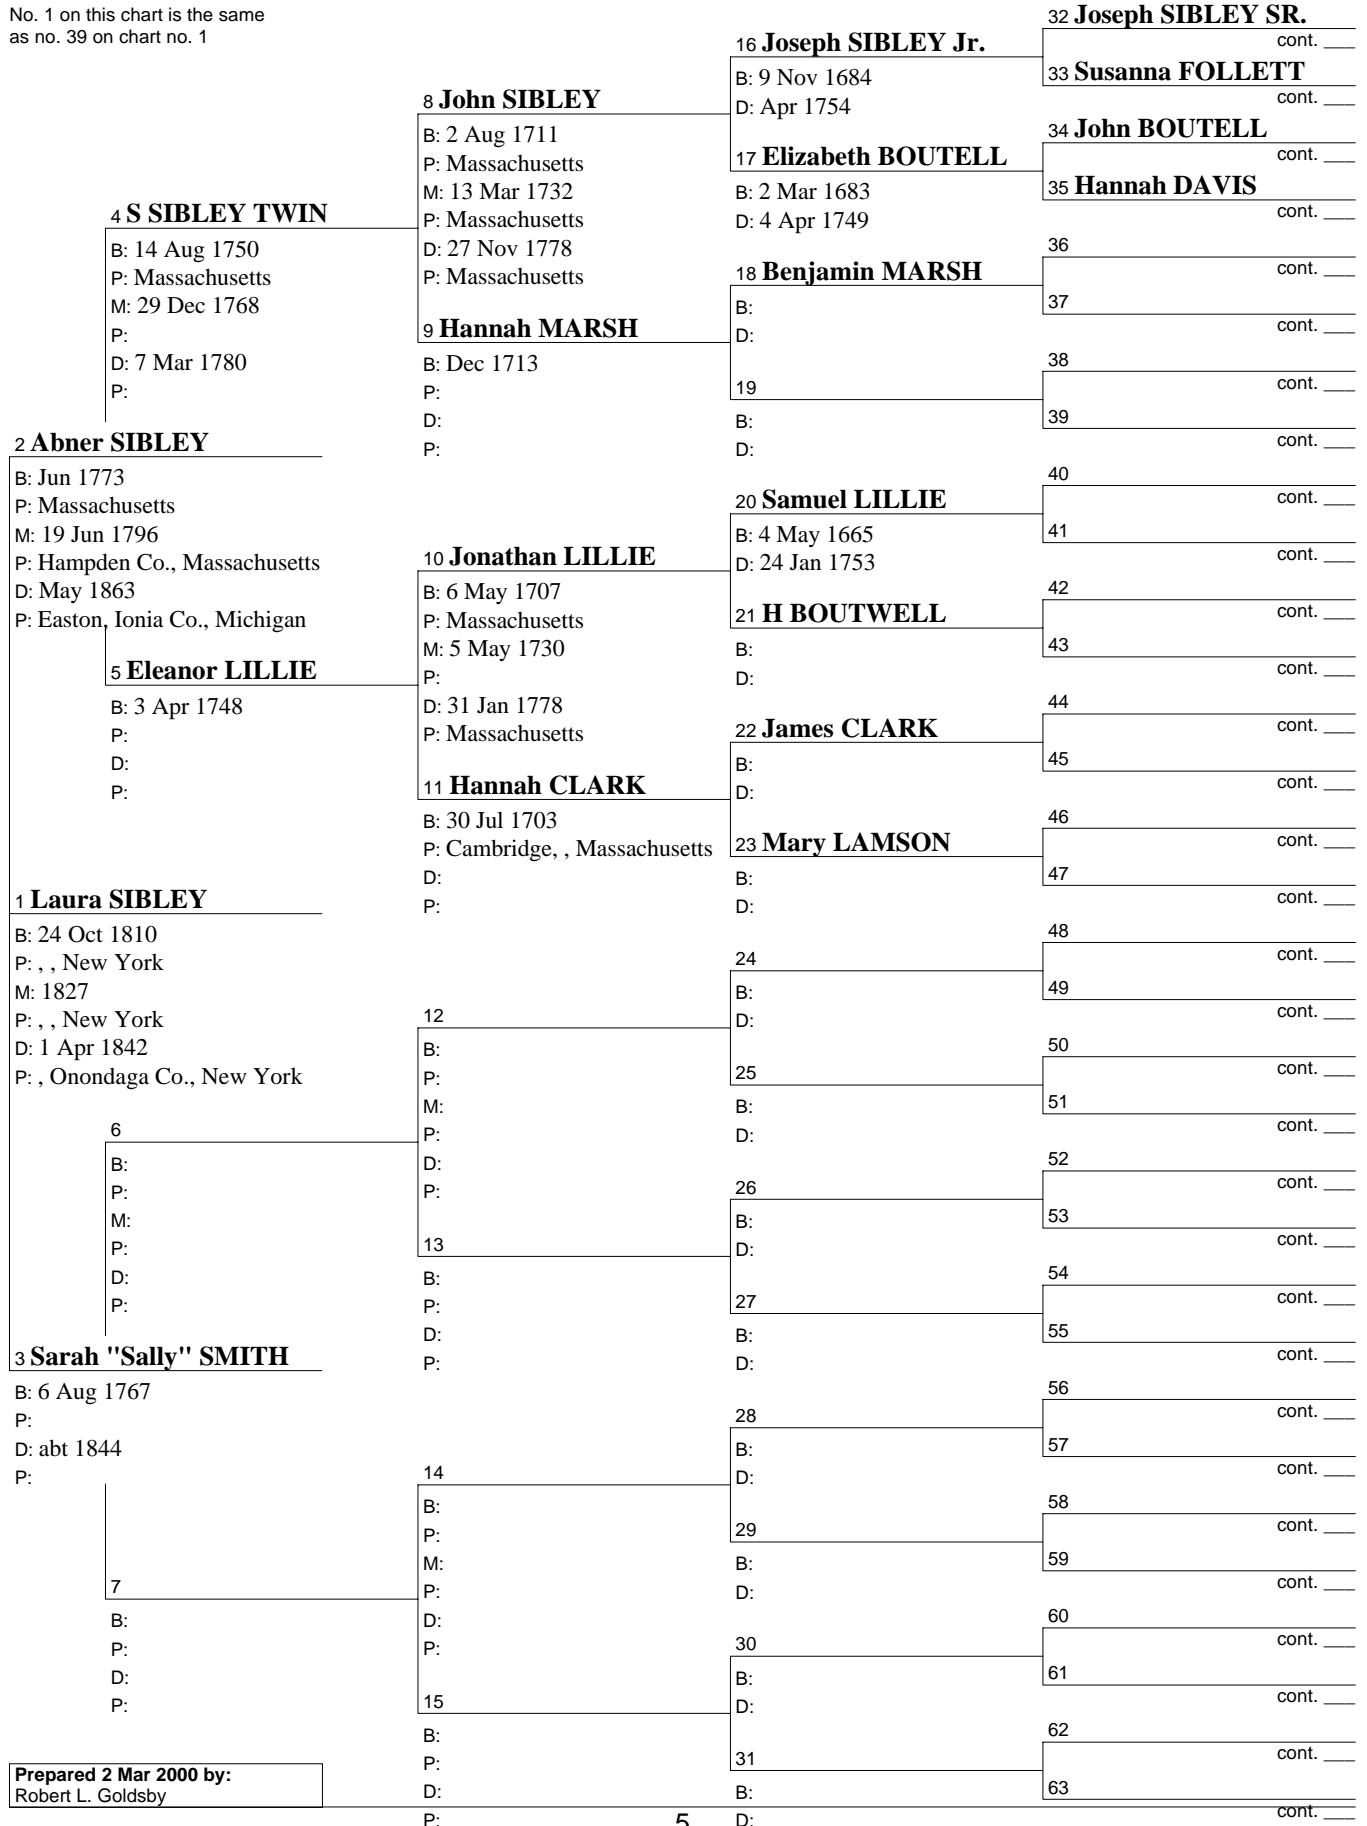 No. 1 on this chart is the same
as no. 39 on chart no. 1
1 Laura SIBLEY
B: 24 Oct 1810
P: , , New York
M: 1827
P: , , New York
D: 1 Apr 1842
P: , Onondaga Co., New York
2 Abner SIBLEY
B: Jun 1773
P: Massachusetts
M: 19 Jun 1796
P: Hampden Co., Massachusetts
D: May 1863
P: Easton, Ionia Co., Michigan
3 Sarah "Sally" SMITH
B: 6 Aug 1767
P:
D: abt 1844
P:
4 S SIBLEY TWIN
B: 14 Aug 1750
P: Massachusetts
M: 29 Dec 1768
P:
D: 7 Mar 1780
P:
5 Eleanor LILLIE
B: 3 Apr 1748
P:
D:
P:
6
B:
P:
M:
P:
D:
P:
7
B:
P:
D:
P:
8 John SIBLEY
B: 2 Aug 1711
P: Massachusetts
M: 13 Mar 1732
P: Massachusetts
D: 27 Nov 1778
P: Massachusetts
9 Hannah MARSH
B: Dec 1713
P:
D:
P:
10 Jonathan LILLIE
B: 6 May 1707
P: Massachusetts
M: 5 May 1730
P:
D: 31 Jan 1778
P: Massachusetts
11 Hannah CLARK
B: 30 Jul 1703
P: Cambridge, , Massachusetts
D:
P:
12
B:
P:
M:
P:
D:
P:
13
B:
P:
D:
P:
14
B:
P:
M:
P:
D:
P:
15
B:
P:
D:
P:
16 Joseph SIBLEY Jr.
B: 9 Nov 1684
D: Apr 1754
17 Elizabeth BOUTELL
B: 2 Mar 1683
D: 4 Apr 1749
18 Benjamin MARSH
B:
D:
19
B:
D:
20 Samuel LILLIE
B: 4 May 1665
D: 24 Jan 1753
21 H BOUTWELL
B:
D:
22 James CLARK
B:
D:
23 Mary LAMSON
B:
D:
24
B:
D:
25
B:
D:
26
B:
D:
27
B:
D:
28
B:
D:
29
B:
D:
30
B:
D:
31
B:
D:
32 Joseph SIBLEY SR.
cont. ___
33 Susanna FOLLETT
cont. ___
34 John BOUTELL
cont. ___
35 Hannah DAVIS
cont. ___
36
cont. ___
37
cont. ___
38
cont. ___
39
cont. ___
40
cont. ___
41
cont. ___
42
cont. ___
43
cont. ___
44
cont. ___
45
cont. ___
46
cont. ___
47
cont. ___
48
cont. ___
49
cont. ___
50
cont. ___
51
cont. ___
52
cont. ___
53
cont. ___
54
cont. ___
55
cont. ___
56
cont. ___
57
cont. ___
58
cont. ___
59
cont. ___
60
cont. ___
61
cont. ___
62
cont. ___
63
cont. ___
Prepared 2 Mar 2000 by:
Robert L. Goldsby
5